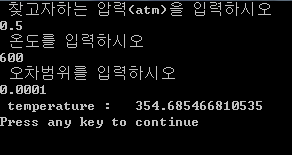 찾고자하는 압력(atm)을 입력하시오
0.5
온도를 입력하시오
600
오차범위를 입력하시오
0.0001
temperature :   354.685466810535
Press any key to continue